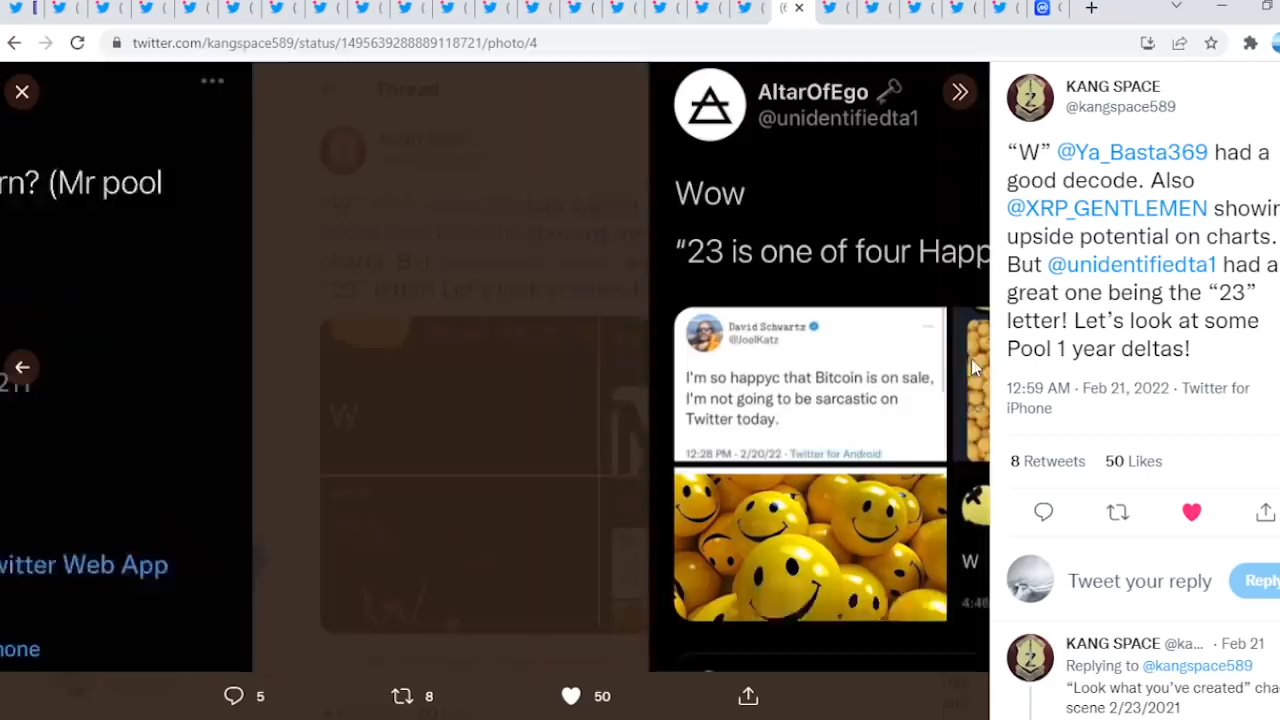 twitter.com/kangspace589/status/1495639288889118721/photo/4
Thread
rn? (Mr pool
witter Web App
hone
W
AltarOfEgo
@unidentifiedta1
Wow
“23 is one of four Happ
David Schwartz
@JoelKatz
I'm so happyc that Bitcoin is on sale,
I'm not going to be sarcastic on
Twitter today.
12:28 PM · 2/20/22 · Twitter for Android
W
5
8
50
KANG SPACE
@kangspace589
“W” @Ya_Basta369 had a
good decode. Also
@XRP_GENTLEMEN showin
upside potential on charts.
But @unidentifiedta1 had a
great one being the “23”
letter! Let’s look at some
Pool 1 year deltas!
12:59 AM · Feb 21, 2022 · Twitter for
iPhone
8 Retweets 50 Likes
Tweet your reply
Reply
KANG SPACE @ka... · Feb 21
Replying to @kangspace589
“Look what you’ve created” cha
scene 2/23/2021